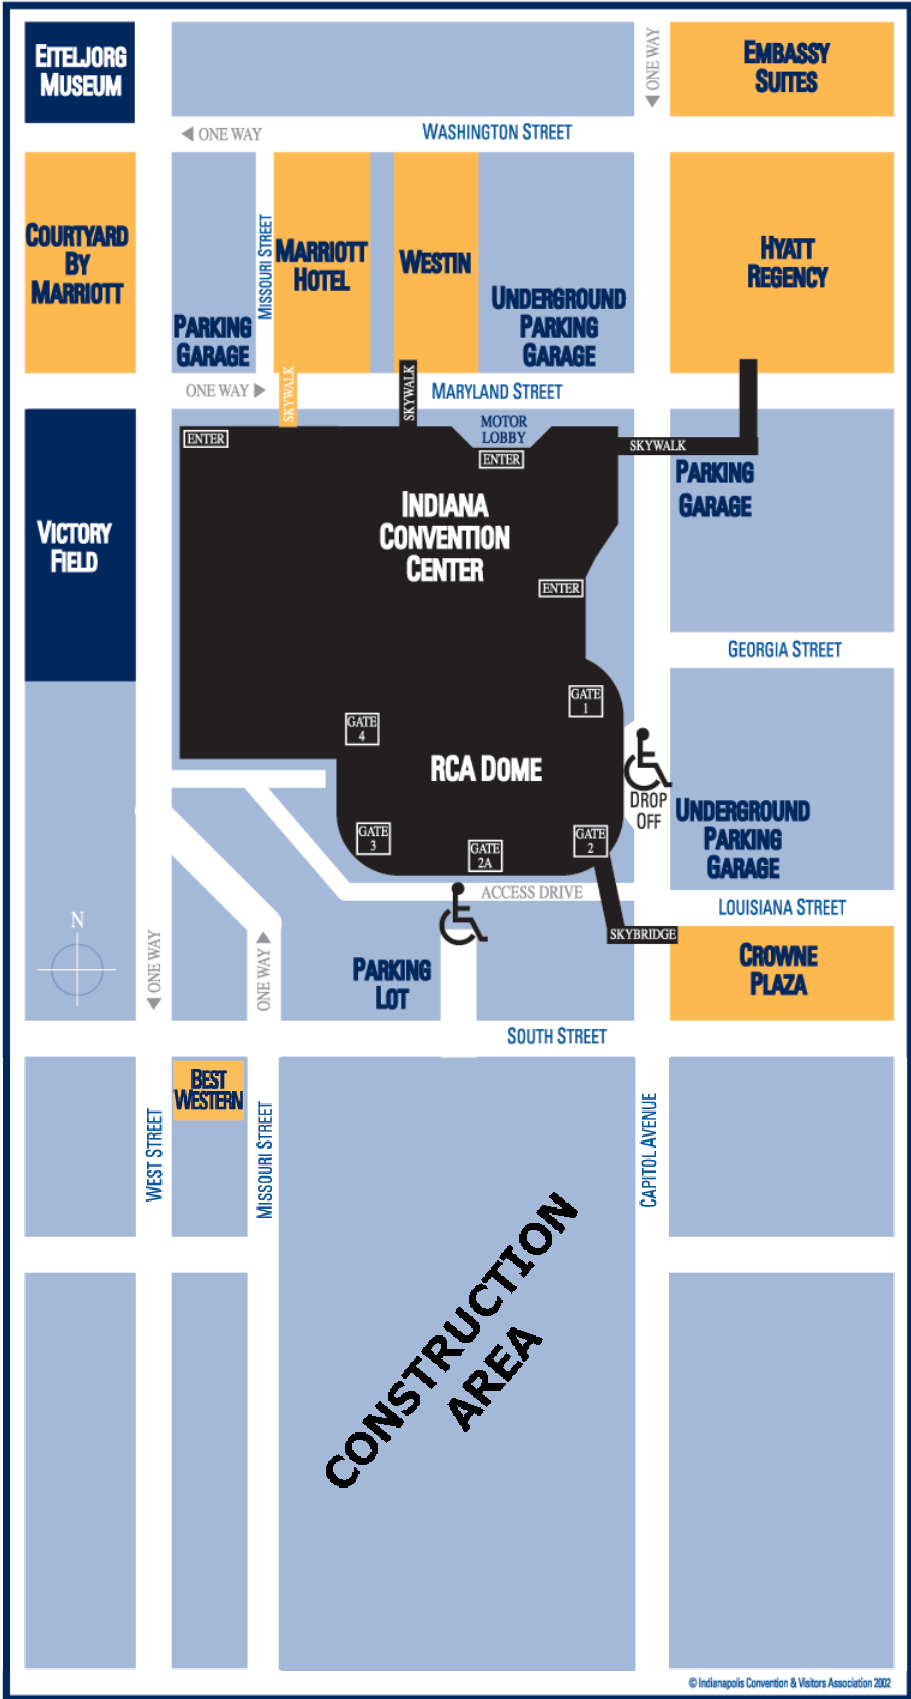 EITELJORG
MUSEUM
ONE WAY
EMBASSY
SUITES
ONE WAY
WASHINGTON STREET
COURTYARD
BY
MARRIOTT
PARKING
GARAGE
MISSOURI STREET
MARRIOTT
HOTEL
WESTIN
UNDERGROUND
PARKING
GARAGE
HYATT
REGENCY
ONE WAY
SKYWALK
SKYWALK
MARYLAND STREET
VICTORY
FIELD
ENTER
MOTOR
LOBBY
ENTER
SKYWALK
PARKING
GARAGE
INDIANA
CONVENTION
CENTER
ENTER
GEORGIA STREET
GATE
1
GATE
4
RCA DOME
DROP
OFF
UNDERGROUND
PARKING
GARAGE
GATE
3
GATE
2A
GATE
2
ACCESS DRIVE
LOUISIANA STREET
N
ONE WAY
ONE WAY
PARKING
LOT
SKYBRIDGE
CROWNE
PLAZA
SOUTH STREET
BEST
WESTERN
WEST STREET
MISSOURI STREET
CAPITOL AVENUE
CONSTRUCTION
AREA
© Indianapolis Convention & Visitors Association 2002